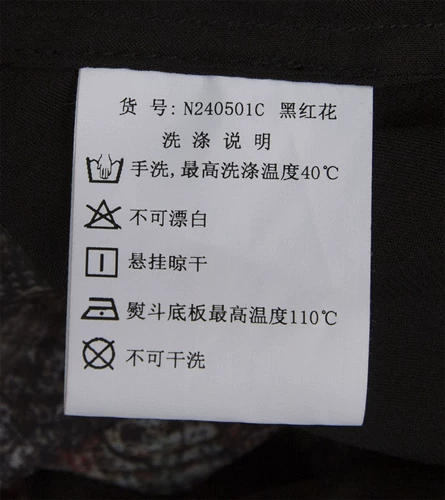 货 号: N240501C 黑红花
洗 涤 说 明
手洗,最高洗涤温度40℃
不可漂白
悬挂晾干
熨斗底板最高温度110℃
不可干洗